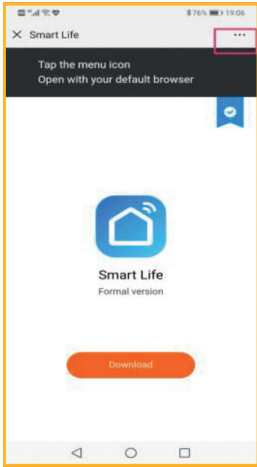 76% 19:06
Smart Life
Tap the menu icon
Open with your default browser
Smart Life
Formal version
Download